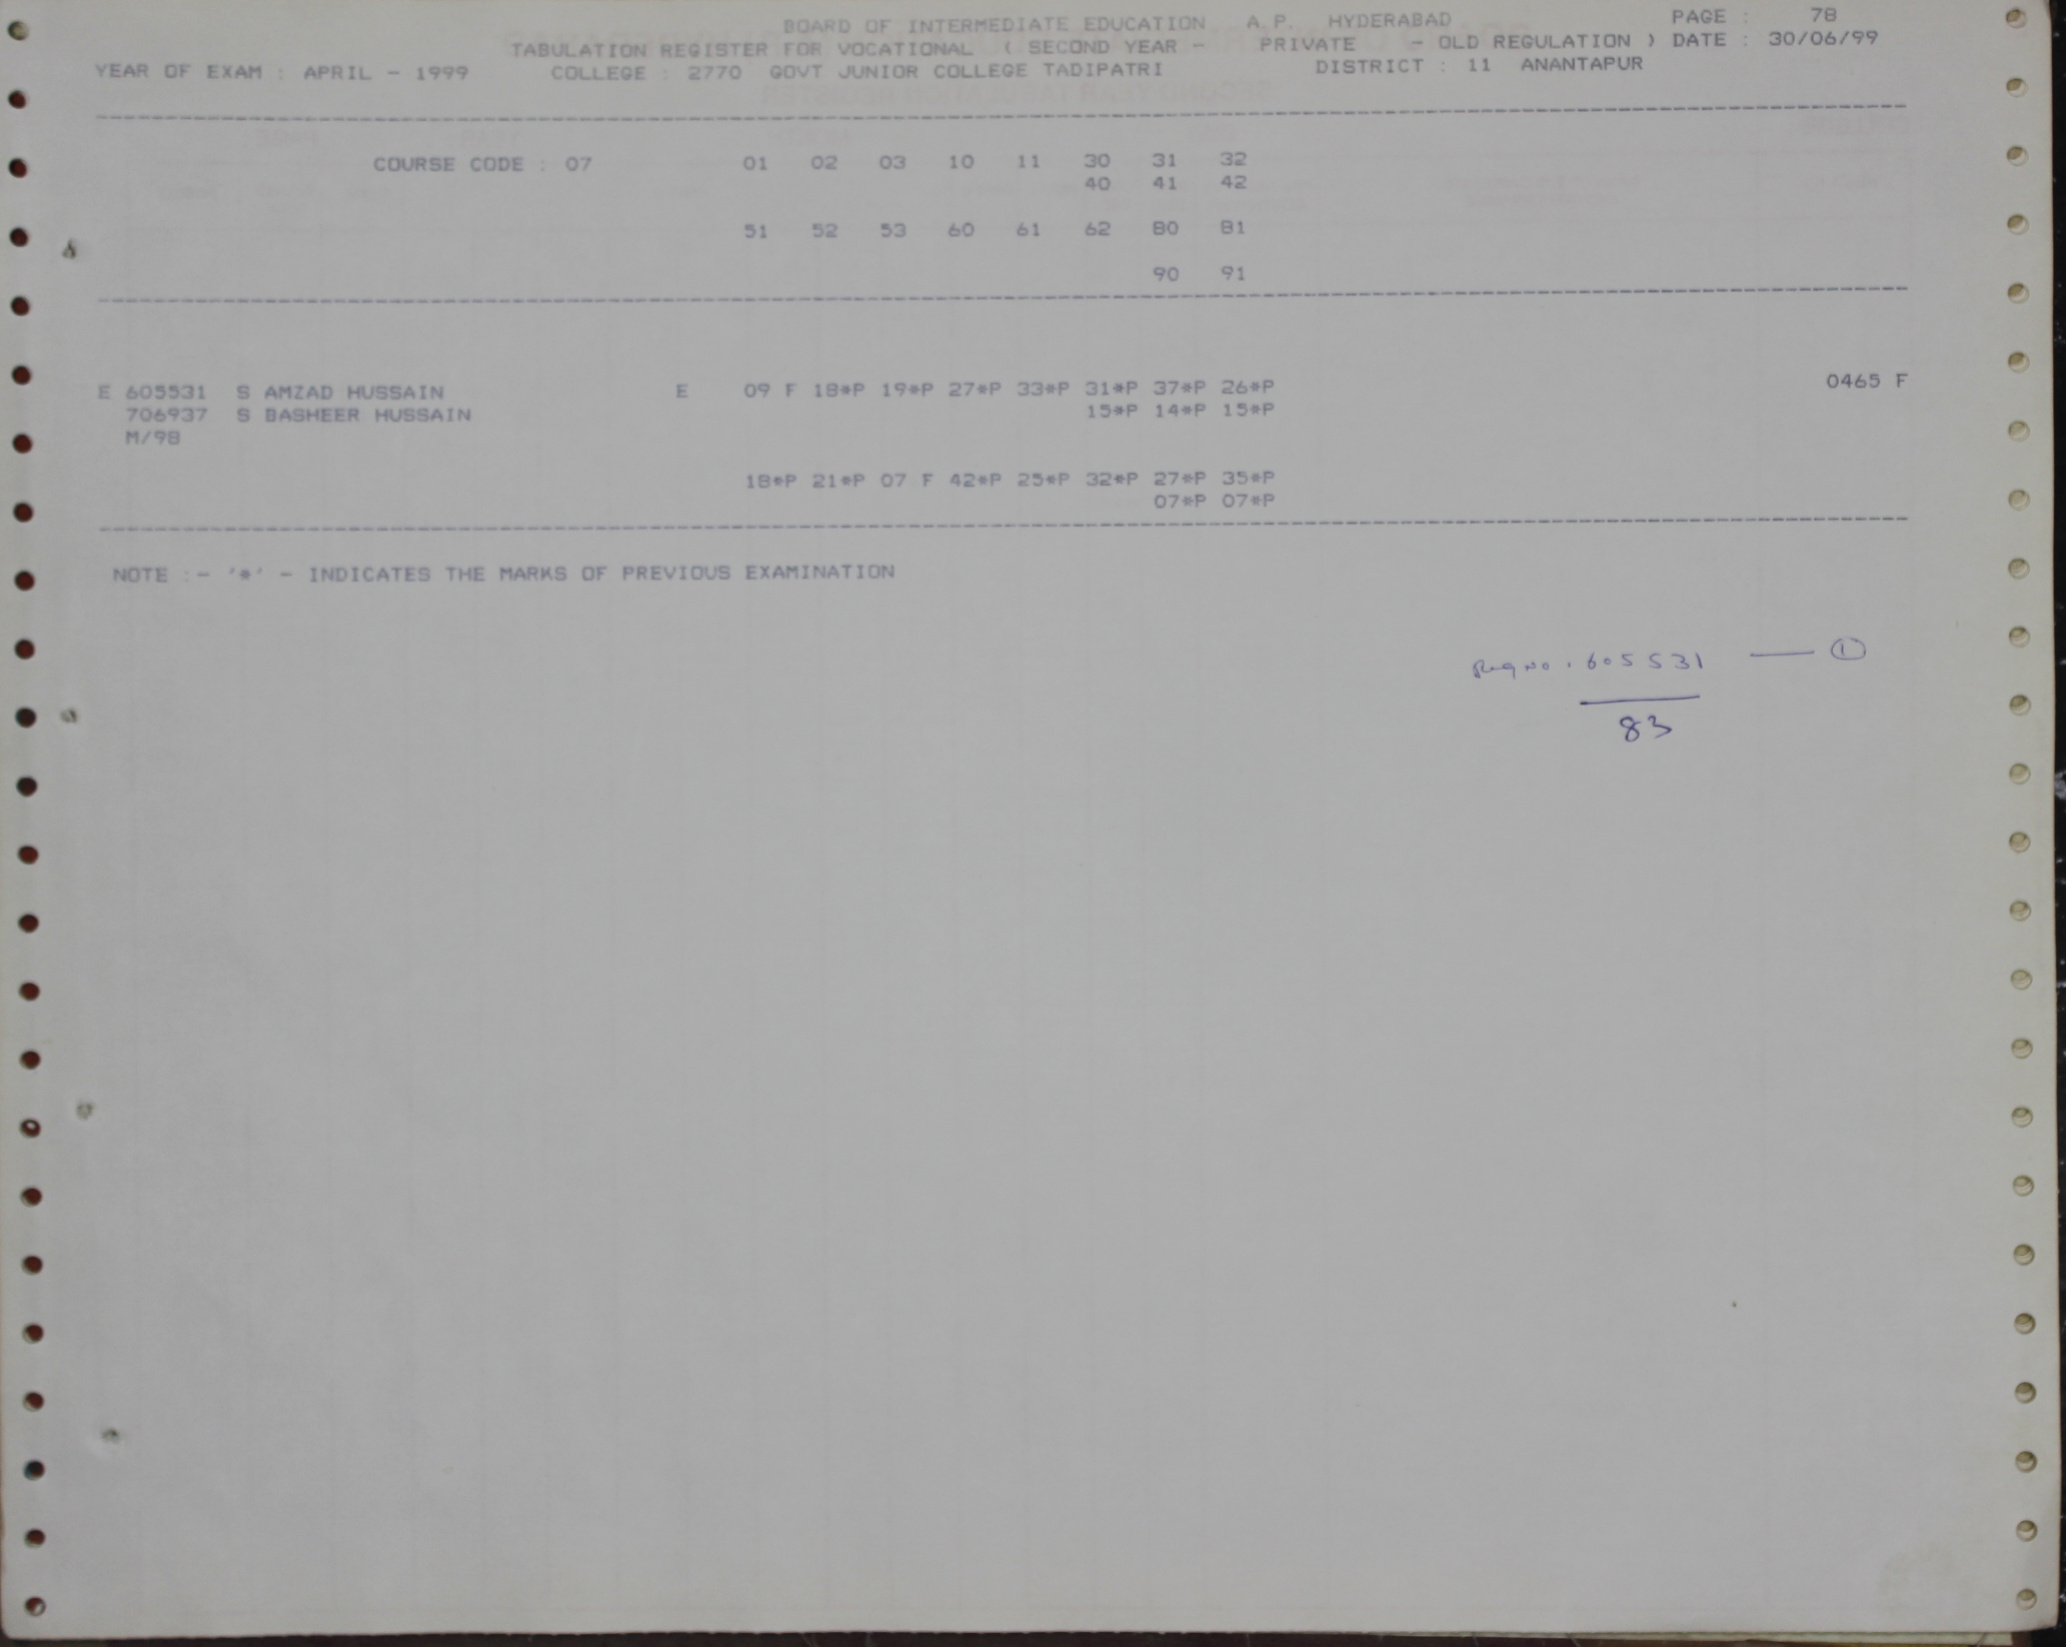 BOARD OF INTERMEDIATE EDUCATION A.P. HYDERABAD PAGE : 78
TABULATION REGISTER FOR VOCATIONAL ( SECOND YEAR - PRIVATE - OLD REGULATION ) DATE : 30/06/99
YEAR OF EXAM : APRIL - 1999 COLLEGE : 2770 GOVT JUNIOR COLLEGE TADIPATRI DISTRICT : 11 ANANTAPUR
COURSE CODE : 07 01 02 03 10 11 30 31 32
40 41 42
51 52 53 60 61 62 80 81
90 91
E 605531 S AMZAD HUSSAIN E 09 F 18*P 19*P 27*P 33*P 31*P 37*P 26*P 0465 F
706937 S BASHEER HUSSAIN 15*P 14*P 15*P
M/98
18*P 21*P 07 F 42*P 25*P 32*P 27*P 35*P
07*P 07*P
NOTE :- '*' - INDICATES THE MARKS OF PREVIOUS EXAMINATION
Reg no. 605531 — 1
83